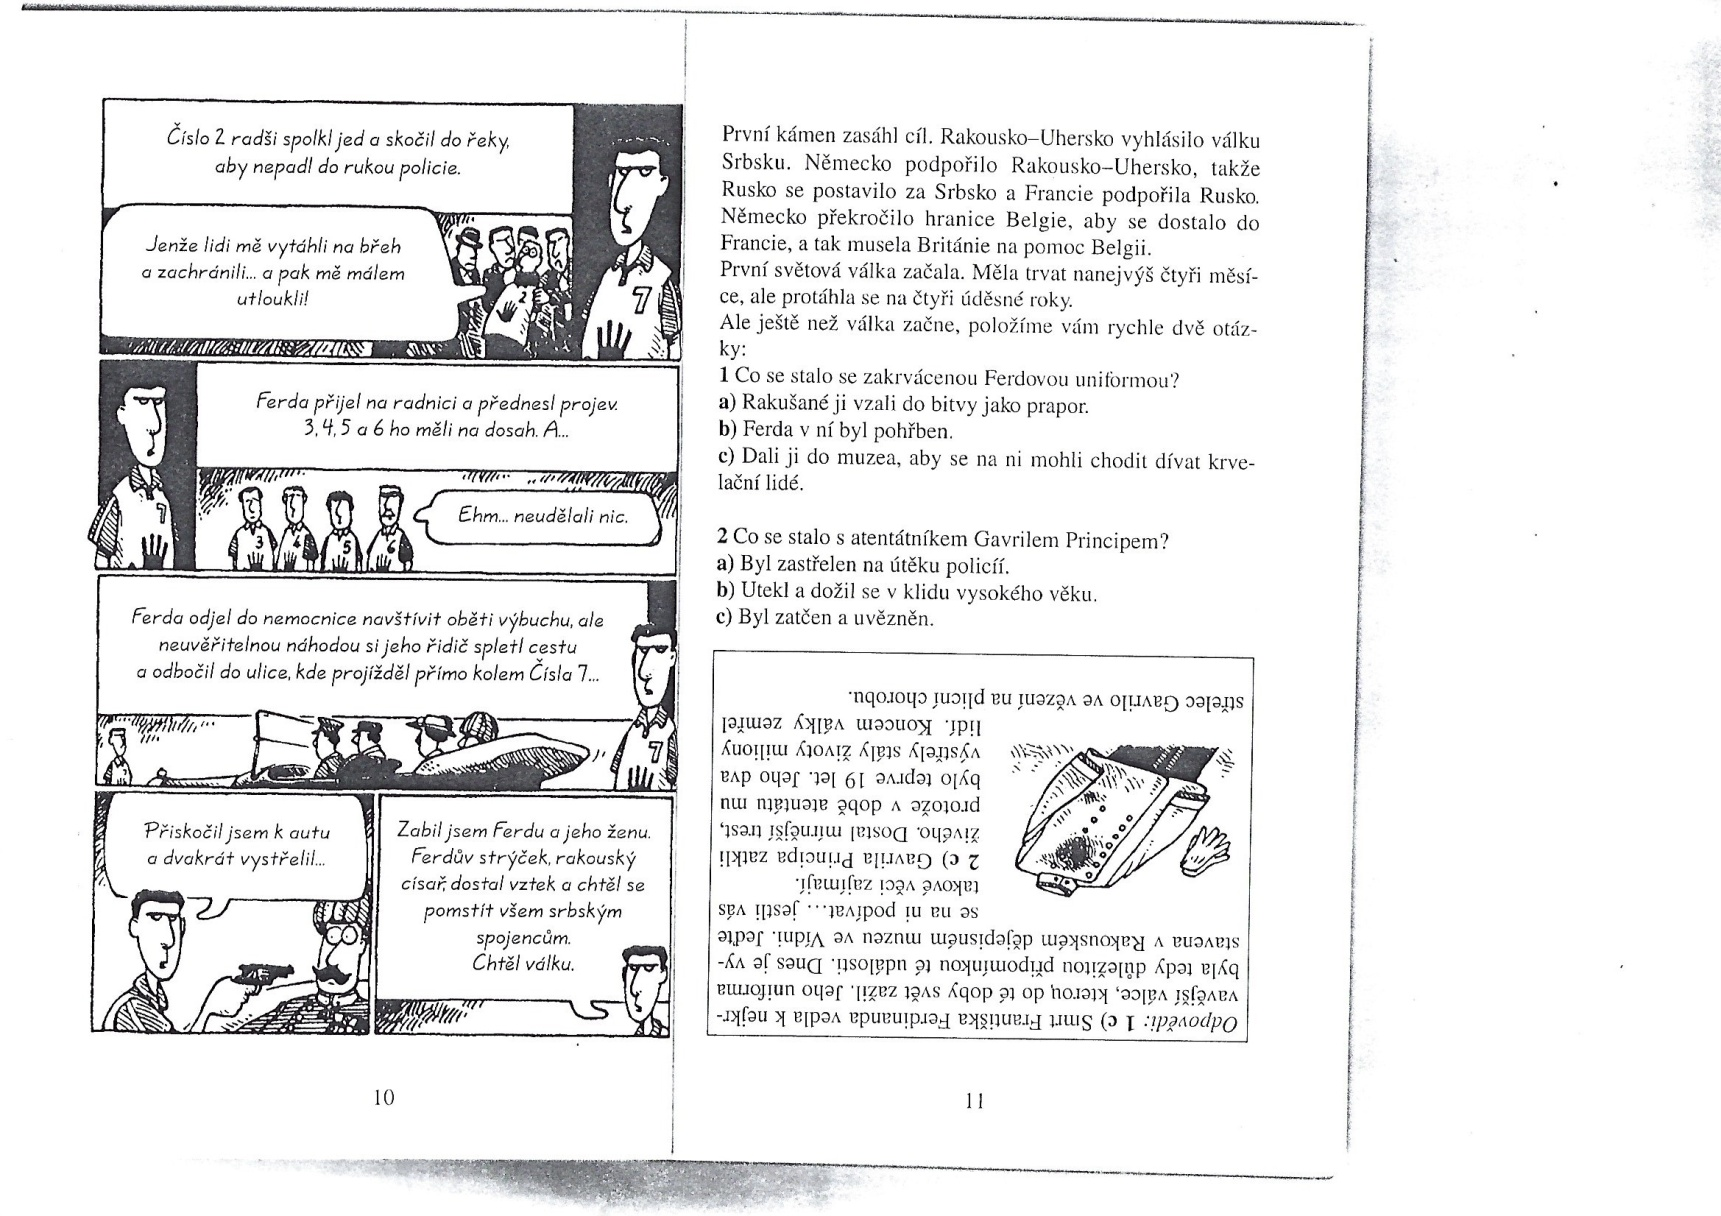 Číslo 2 radši spolkl jed a skočil do řeky,
aby nepadl do rukou policie.
Jenže lidi mě vytáhli na břeh
a zachránili... a pak mě málem
utloukli!
2
7
Ferda přijel na radnici a přednesl projev.
3, 4, 5 a 6 ho měli na dosah. A...
7
3
4
5
6
Ehm... neudělali nic.
Ferda odjel do nemocnice navštívit oběti výbuchu, ale
neuvěřitelnou náhodou si jeho řidič spletl cestu
a odbočil do ulice, kde projížděl přímo kolem Čísla 7...
7
Přiskočil jsem k autu
a dvakrát vystřelil...
Zabil jsem Ferdu a jeho ženu.
Ferdův strýček, rakouský
císař, dostal vztek a chtěl se
pomstít všem srbským
spojencům.
Chtěl válku.
10
První kámen zasáhl cíl. Rakousko–Uhersko vyhlásilo válku
Srbsku. Německo podpořilo Rakousko–Uhersko, takže
Rusko se postavilo za Srbsko a Francie podpořila Rusko.
Německo překročilo hranice Belgie, aby se dostalo do
Francie, a tak musela Británie na pomoc Belgii.
První světová válka začala. Měla trvat nanejvýš čtyři měsí-
ce, ale protáhla se na čtyři úděsné roky.
Ale ještě než válka začne, položíme vám rychle dvě otáz-
ky:
1 Co se stalo se zakrvácenou Ferdovou uniformou?
a) Rakušané ji vzali do bitvy jako prapor.
b) Ferda v ní byl pohřben.
c) Dali ji do muzea, aby se na ni mohli chodit dívat krve-
lační lidé.
2 Co se stalo s atentátníkem Gavrilem Principem?
a) Byl zastřelen na útěku policíí.
b) Utekl a dožil se v klidu vysokého věku.
c) Byl zatčen a uvězněn.
Odpovědi: 1 c) Smrt Františka Ferdinanda vedla k nejkr-
vavější válce, kterou do té doby svět zažil. Jeho uniforma
byla tedy důležitou připomínkou té události. Dnes je vy-
stavena v Rakouském dějepisném muzeu ve Vídni. Jeďte
se na ni podívat... jestli vás
takové věci zajímají.
2 c) Gavrila Principa zatkli
živého. Dostal mírnější trest,
protože v době atentátu mu
bylo teprve 19 let. Jeho dva
výstřely stály životy miliony
lidí. Koncem války zemřel
střelec Gavrilo ve vězení na plicní chorobu.
11